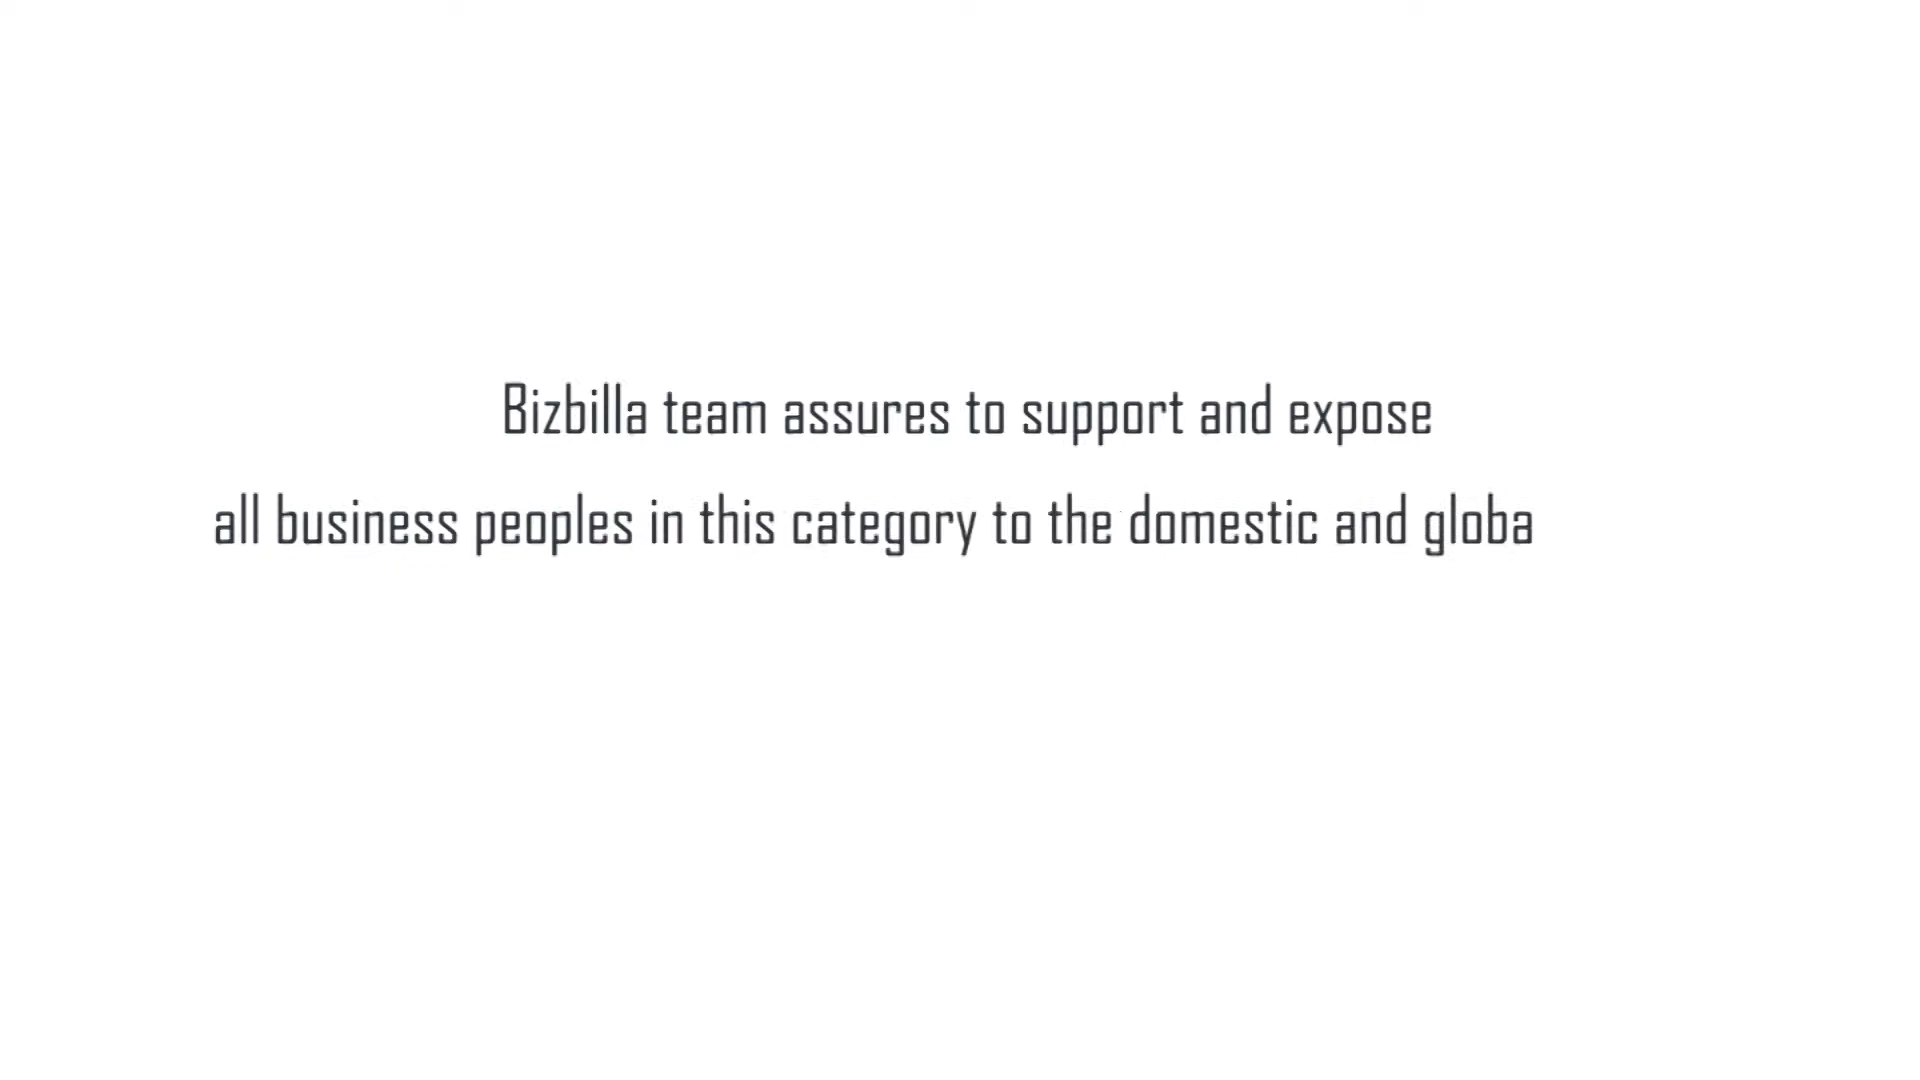 Bizbilla team assures to support and expose
all business peoples in this category to the domestic and globa